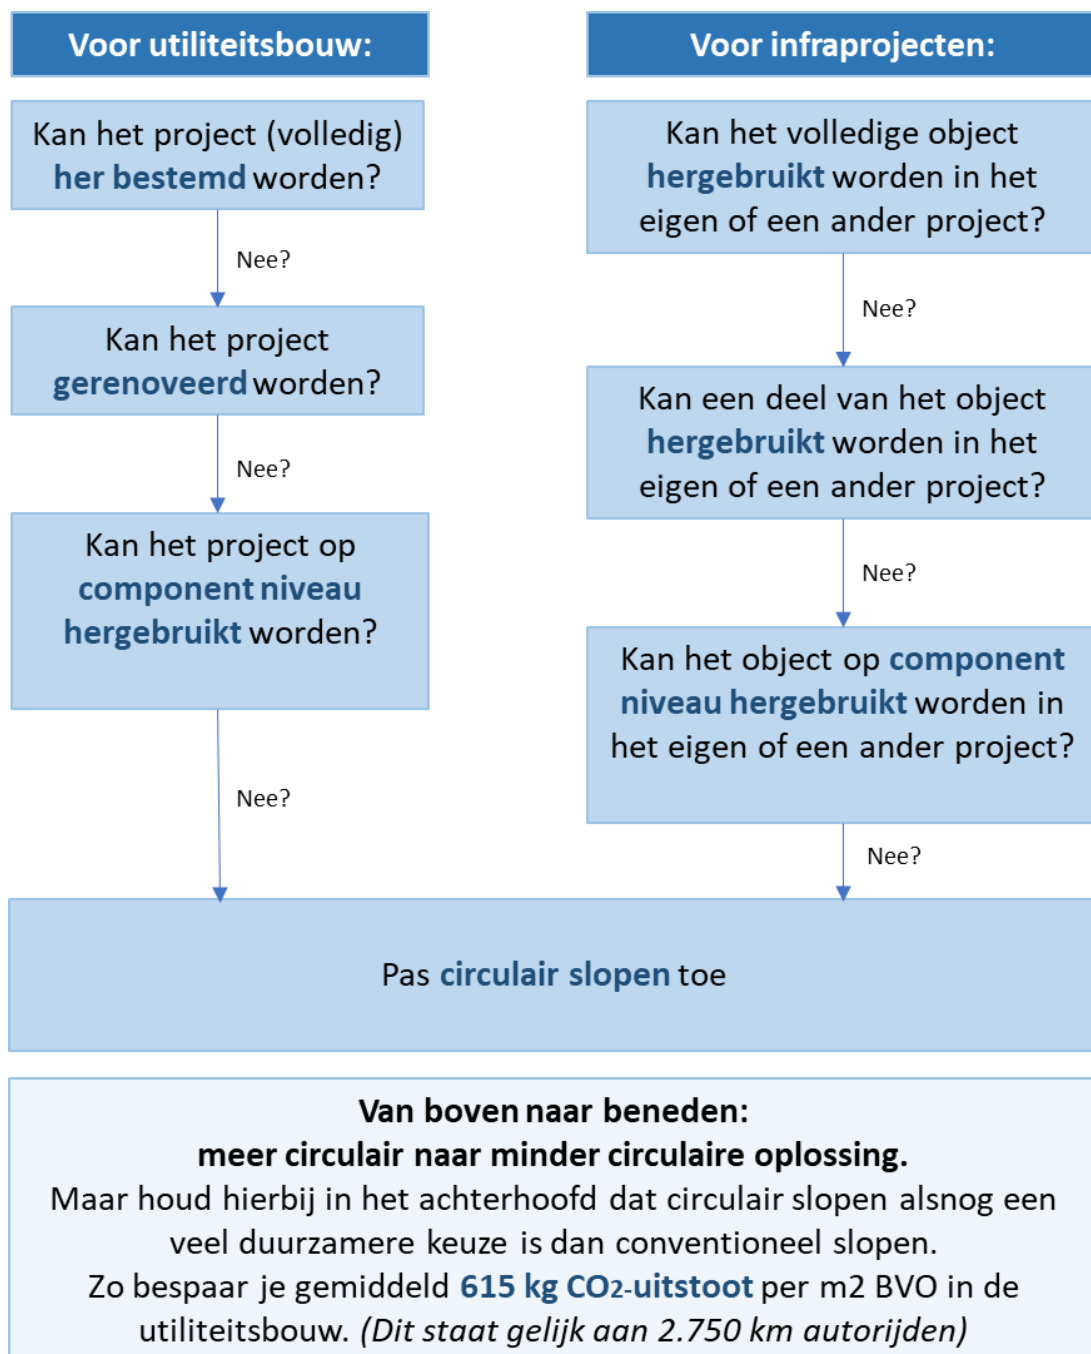 Voor utiliteitsbouw:
Kan het project (volledig)
her bestemd worden?
Nee?
Kan het project
gerenoveerd worden?
Nee?
Kan het project op
component niveau
hergebruikt worden?
Nee?
Voor infraprojecten:
Kan het volledige object
hergebruikt worden in het
eigen of een ander project?
Nee?
Kan een deel van het object
hergebruikt worden in het
eigen of een ander project?
Nee?
Kan het object op component
niveau hergebruikt worden in
het eigen of een ander project?
Nee?
Pas circulair slopen toe
Van boven naar beneden:
meer circulair naar minder circulaire oplossing.
Maar houd hierbij in het achterhoofd dat circulair slopen alsnog een
veel duurzamere keuze is dan conventioneel slopen.
Zo bespaar je gemiddeld 615 kg CO2-uitstoot per m2 BVO in de
utiliteitsbouw. (Dit staat gelijk aan 2.750 km autorijden)